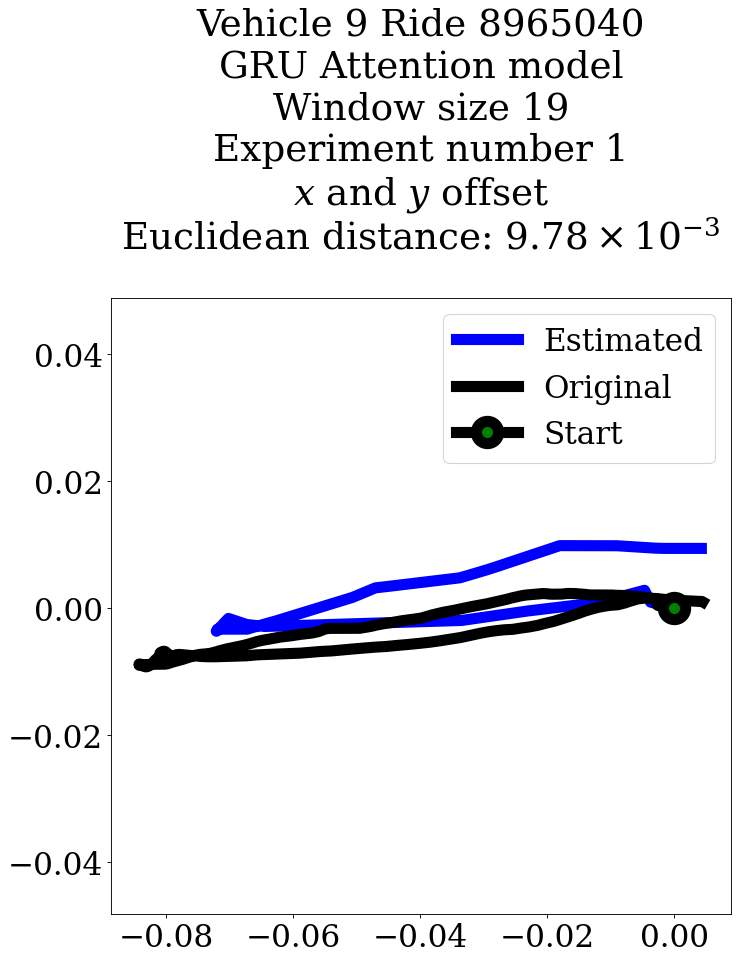 Vehicle 9 Ride 8965040
GRU Attention model
Window size 19
Experiment number 1
x and y offset
Euclidean distance: 9.78 × 10⁻³
Estimated
Original
Start
0.04
0.02
0.00
−0.02
−0.04
−0.08 −0.06 −0.04 −0.02 0.00